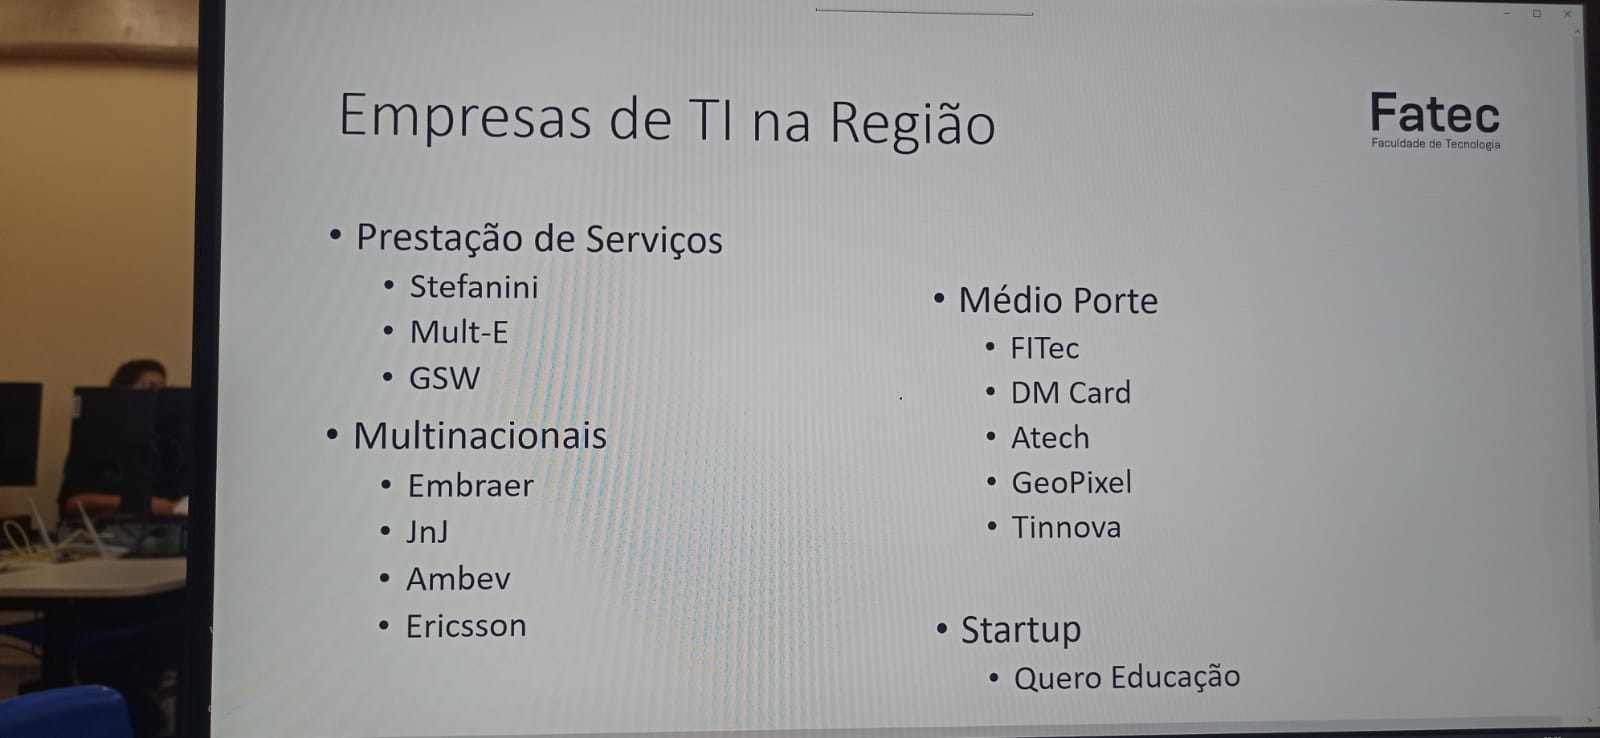 Empresas de TI na Região
Fatec
Faculdade de Tecnologia
• Prestação de Serviços
• Stefanini
• Mult-E
• GSW
• Multinacionais
• Embraer
• JnJ
• Ambev
• Ericsson
• Médio Porte
• FITec
• DM Card
• Atech
• GeoPixel
• Tinnova
• Startup
• Quero Educação